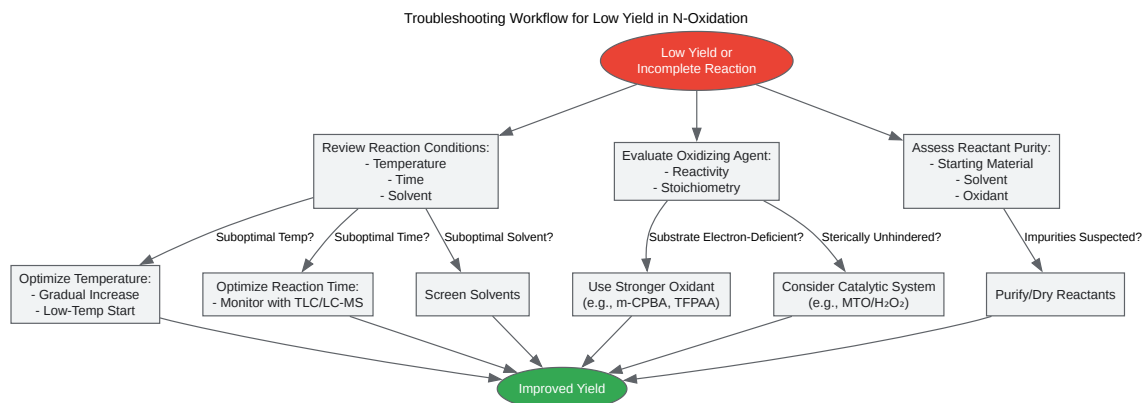 Troubleshooting Workflow for Low Yield in N-Oxidation
Low Yield or
Incomplete Reaction
Review Reaction Conditions:
- Temperature
- Time
- Solvent
Evaluate Oxidizing Agent:
- Reactivity
- Stoichiometry
Assess Reactant Purity:
- Starting Material
- Solvent
- Oxidant
Suboptimal Temp?
Suboptimal Time?
Suboptimal Solvent?
Substrate Electron-Deficient?
Sterically Unhindered?
Impurities Suspected?
Optimize Temperature:
- Gradual Increase
- Low-Temp Start
Optimize Reaction Time:
- Monitor with TLC/LC-MS
Screen Solvents
Use Stronger Oxidant
(e.g., m-CPBA, TFPAA)
Consider Catalytic System
(e.g., MTO/H₂O₂)
Purify/Dry Reactants
Improved Yield